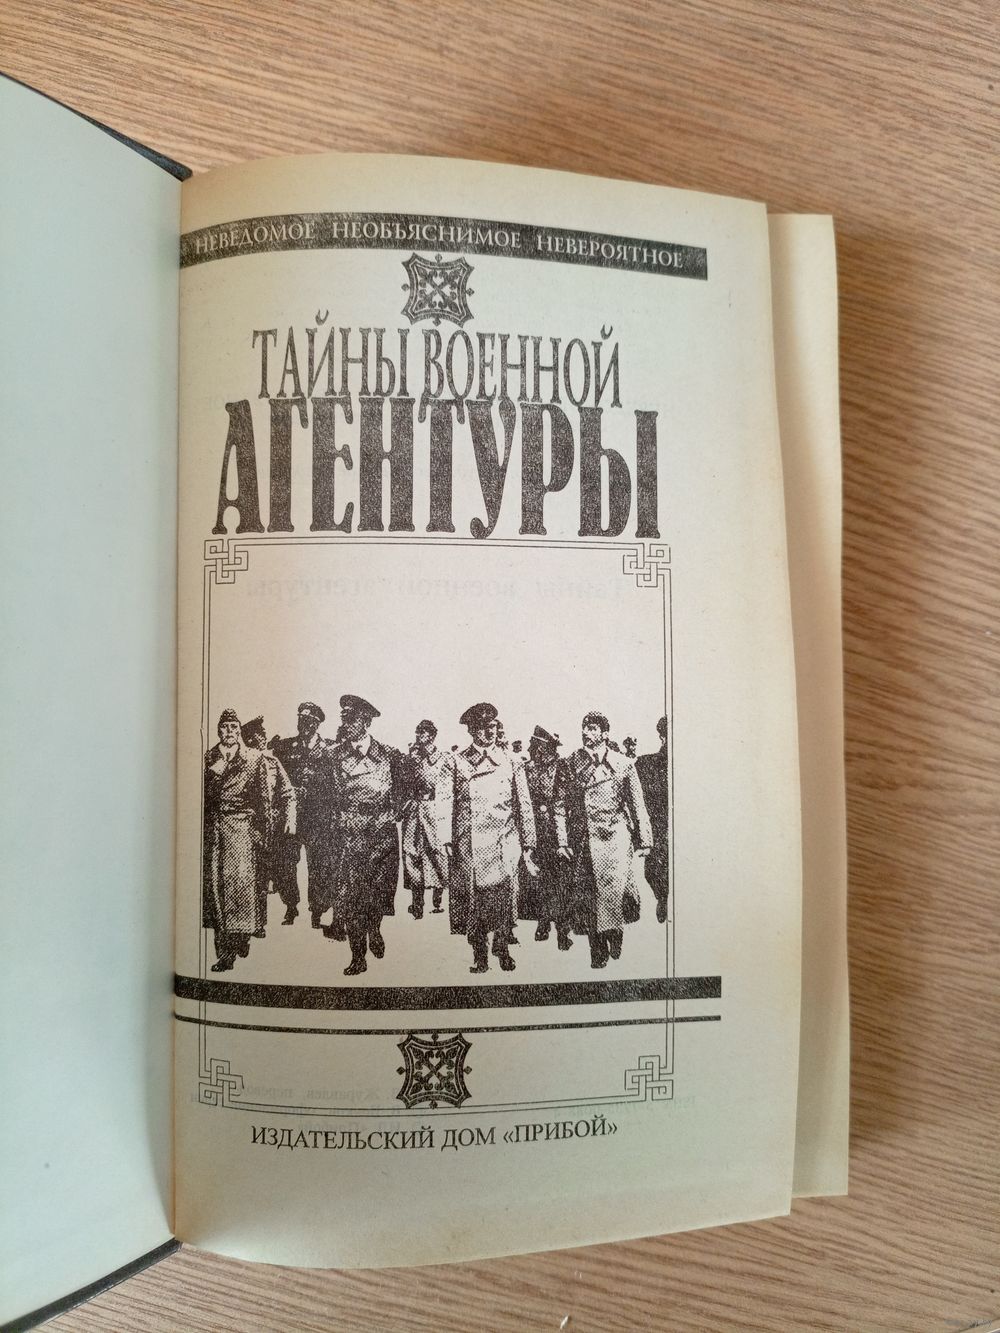 НЕВЕДОМОЕ НЕОБЪЯСНИМОЕ НЕВЕРОЯТНОЕ
ТАЙНЫ ВОЕННОЙ
АГЕНТУРЫ
ИЗДАТЕЛЬСКИЙ ДОМ «ПРИБОЙ»